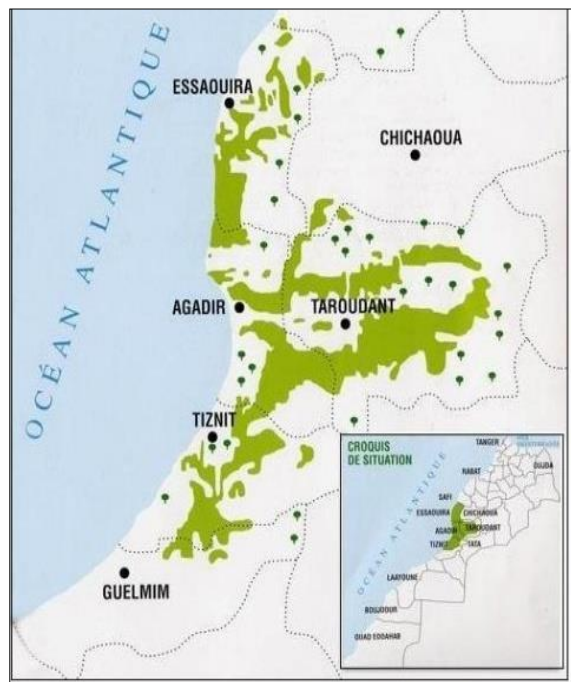 ESSAOUIRA
CHICHAOUA
OCÉAN ATLANTIQUE
AGADIR
TAROUDANT
TIZNIT
GUELMIM
CROQUIS
DE SITUATION
TANGER
OUJDA
RABAT
OCÉAN ATLANTIQUE
SAFI
ESSAOUIRA
CHICHAOUA
AGADIR
TAROUDANT
TIZNIT
TATA
LAAYOUNE
BOUJDOUR
OUAD EDDAHAB